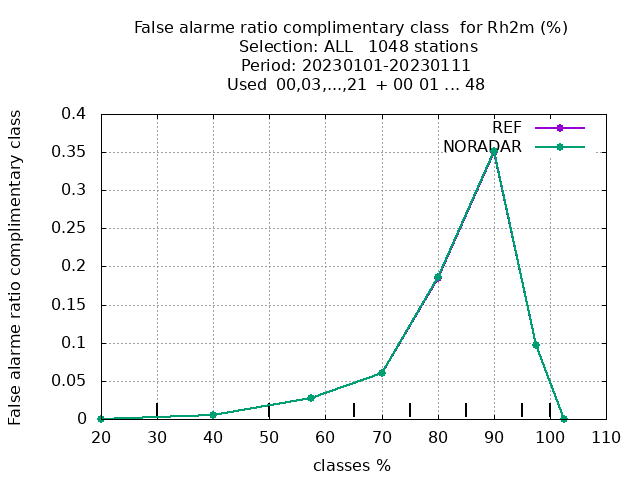 False alarme ratio complimentary class  for Rh2m (%)
Selection: ALL   1048 stations
Period: 20230101-20230111
Used  00,03,...,21  + 00 01 ... 48
False alarme ratio complimentary class
REF
NORADAR
0.4
0.35
0.3
0.25
0.2
0.15
0.1
0.05
0
20 30 40 50 60 70 80 90 100 110
classes %